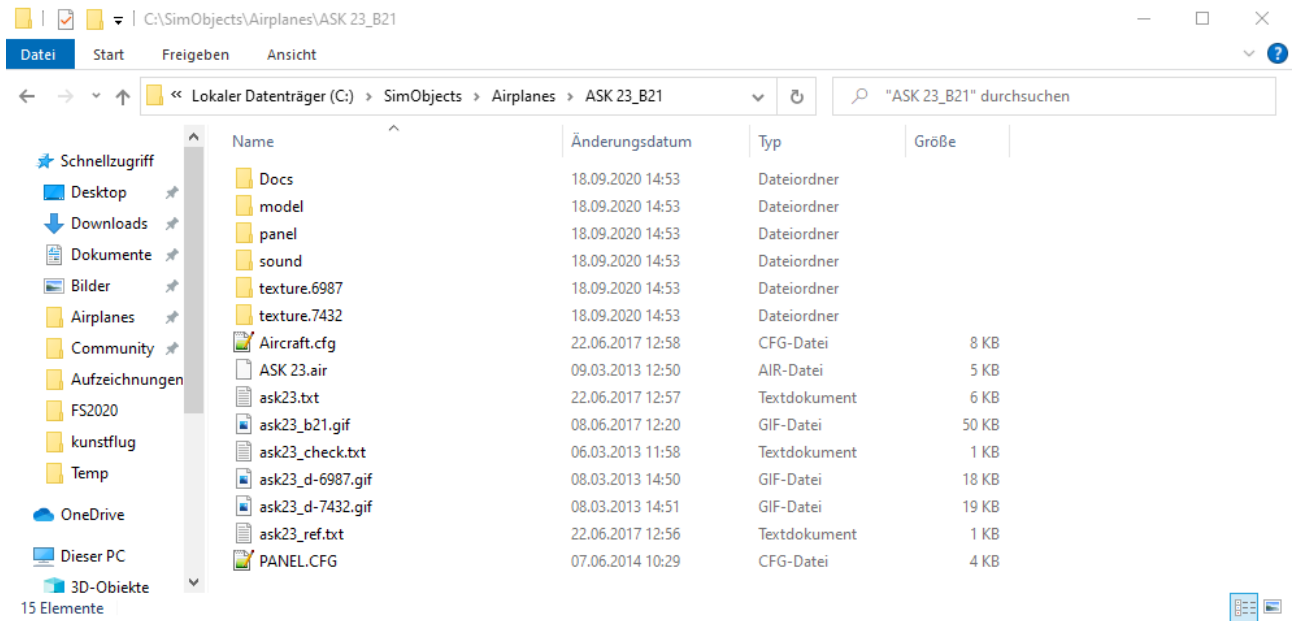 C:\SimObjects\Airplanes\ASK 23_B21
Datei Start Freigeben Ansicht
« Lokaler Datenträger (C:) > SimObjects > Airplanes > ASK 23_B21
"ASK 23_B21" durchsuchen
Name Änderungsdatum Typ Größe
Schnellzugriff
Desktop
Downloads
Dokumente
Bilder
Airplanes
Community
Aufzeichnungen
FS2020
kunstflug
Temp
OneDrive
Dieser PC
3D-Objekte
Docs 18.09.2020 14:53 Dateiordner
model 18.09.2020 14:53 Dateiordner
panel 18.09.2020 14:53 Dateiordner
sound 18.09.2020 14:53 Dateiordner
texture.6987 18.09.2020 14:53 Dateiordner
texture.7432 18.09.2020 14:53 Dateiordner
Aircraft.cfg 22.06.2017 12:58 CFG-Datei 8 KB
ASK 23.air 09.03.2013 12:50 AIR-Datei 5 KB
ask23.txt 22.06.2017 12:57 Textdokument 6 KB
ask23_b21.gif 08.06.2017 12:20 GIF-Datei 50 KB
ask23_check.txt 06.03.2013 11:58 Textdokument 1 KB
ask23_d-6987.gif 08.03.2013 14:50 GIF-Datei 18 KB
ask23_d-7432.gif 08.03.2013 14:51 GIF-Datei 19 KB
ask23_ref.txt 22.06.2017 12:56 Textdokument 1 KB
PANEL.CFG 07.06.2014 10:29 CFG-Datei 4 KB
15 Elemente